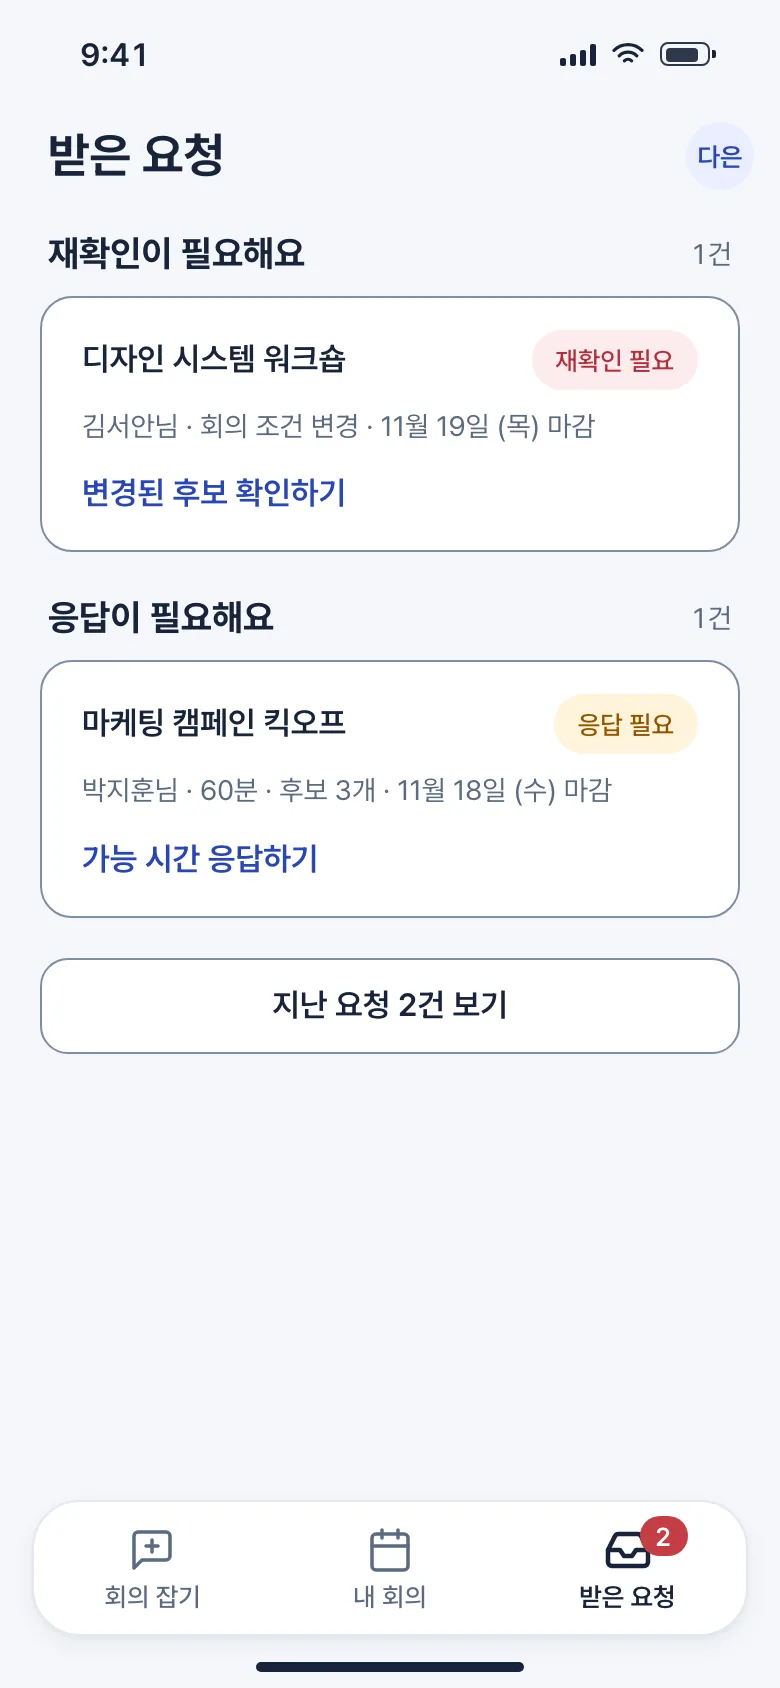 9:41
받은 요청
다은
재확인이 필요해요
1건
디자인 시스템 워크숍
재확인 필요
김서안님 · 회의 조건 변경 · 11월 19일 (목) 마감
변경된 후보 확인하기
응답이 필요해요
1건
마케팅 캠페인 킥오프
응답 필요
박지훈님 · 60분 · 후보 3개 · 11월 18일 (수) 마감
가능 시간 응답하기
지난 요청 2건 보기
2
회의 잡기
내 회의
받은 요청